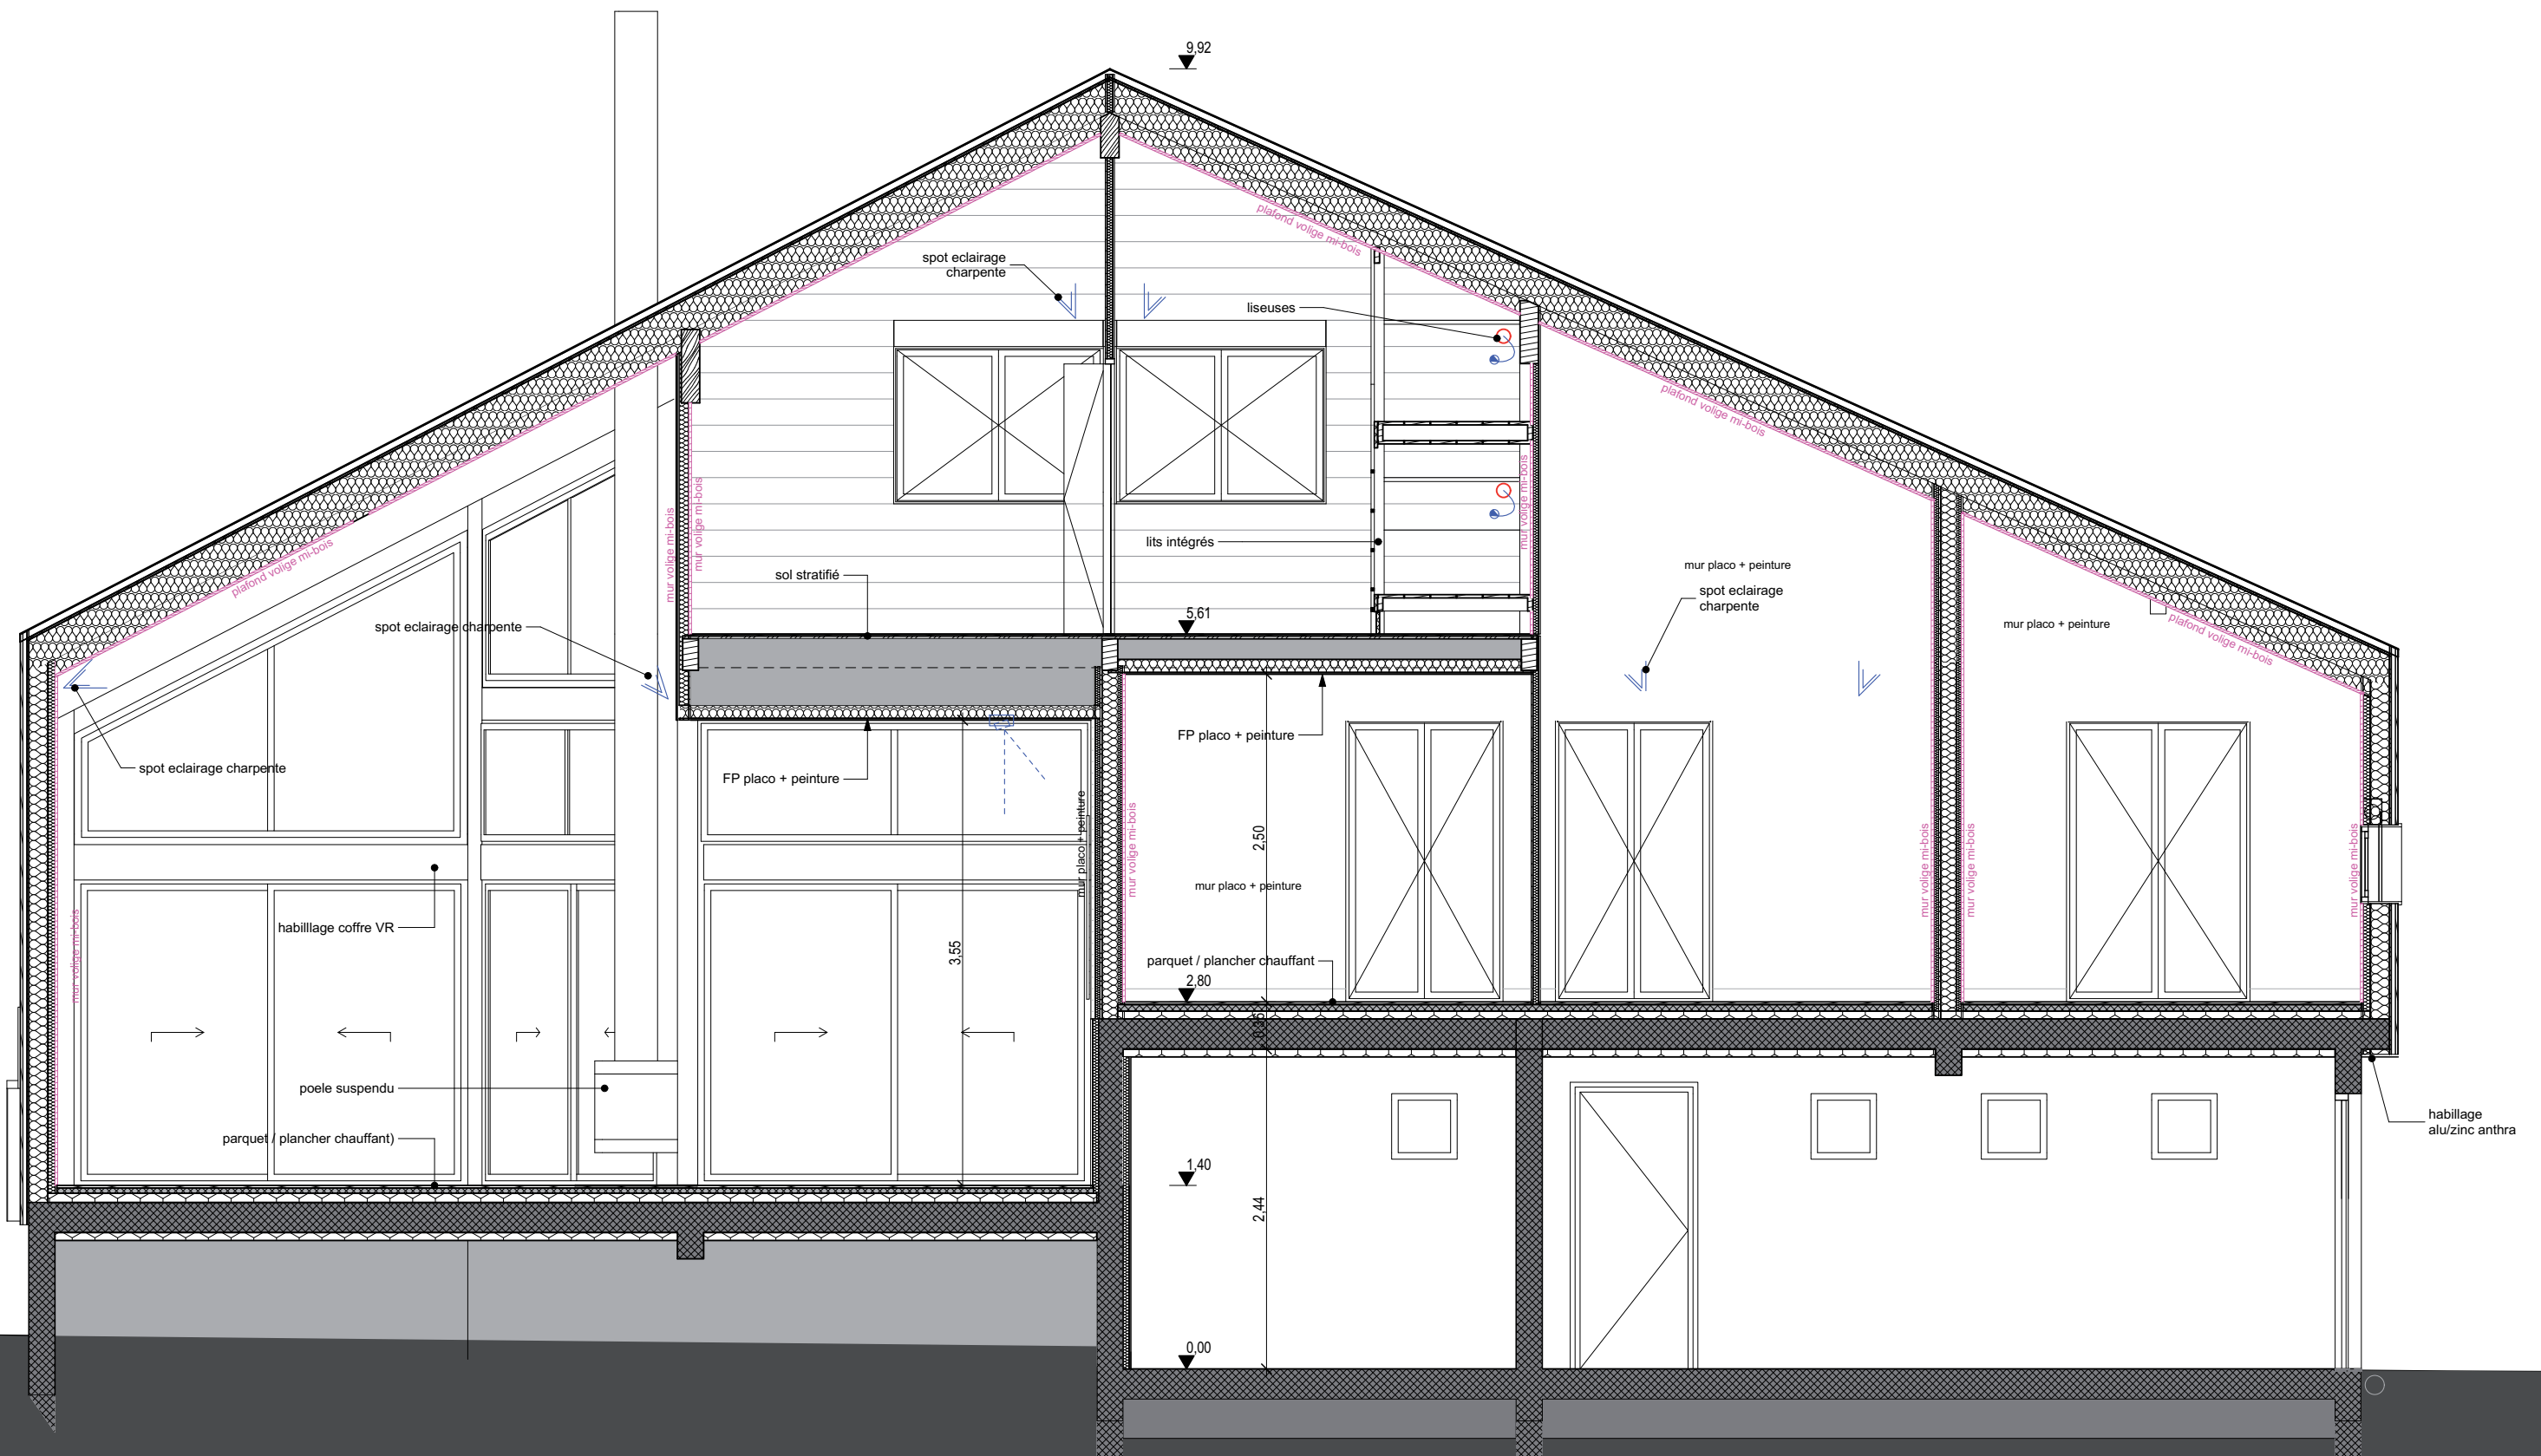 9,92
plafond volige mi-bois
spot eclairage
charpente
liseuses
plafond volige mi-bois
mur volige mi-bois
mur volige mi-bois
mur volige mi-bois
lits intégrés
plafond volige mi-bois
sol stratifié
mur placo + peinture
spot eclairage
charpente
5,61
spot eclairage charpente
mur placo + peinture
plafond volige mi-bois
FP placo + peinture
spot eclairage charpente
FP placo + peinture
mur placo + peinture
mur volige mi-bois
2,50
mur volige mi-bois
mur volige mi-bois
mur volige mi-bois
mur placo + peinture
habilllage coffre VR
mur volige mi-bois
3,55
parquet / plancher chauffant
2,80
poele suspendu
parquet / plancher chauffant)
habillage
alu/zinc anthra
1,40
2,44
0,00